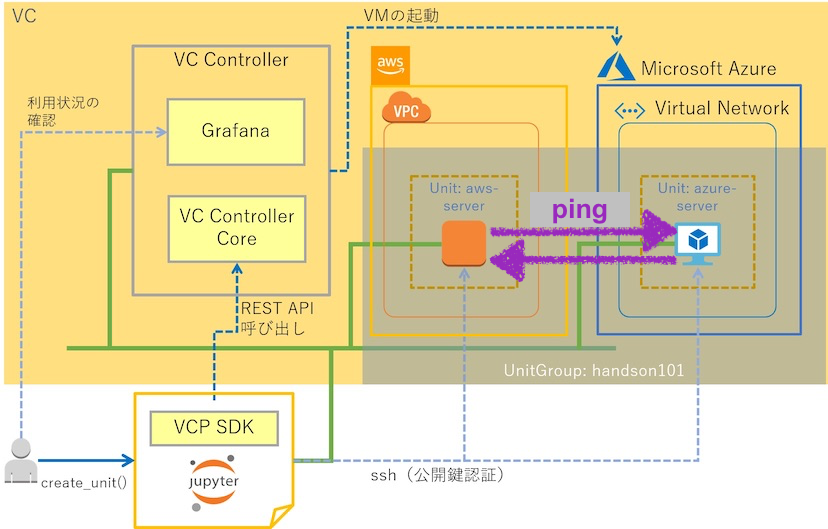 VC
VMの起動
VC Controller
aws
Microsoft Azure
利用状況の
確認
Grafana
VPC
Virtual Network
Unit: aws-
server
ping
Unit: azure-
server
VC Controller
Core
REST API
呼び出し
UnitGroup: handson101
VCP SDK
jupyter
create_unit()
ssh（公開鍵認証）